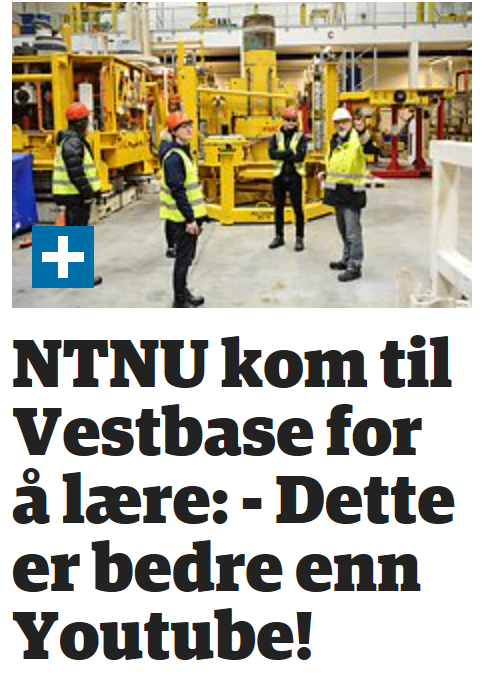 C
NTNU kom til
Vestbase for
å lære: - Dette
er bedre enn
Youtube!